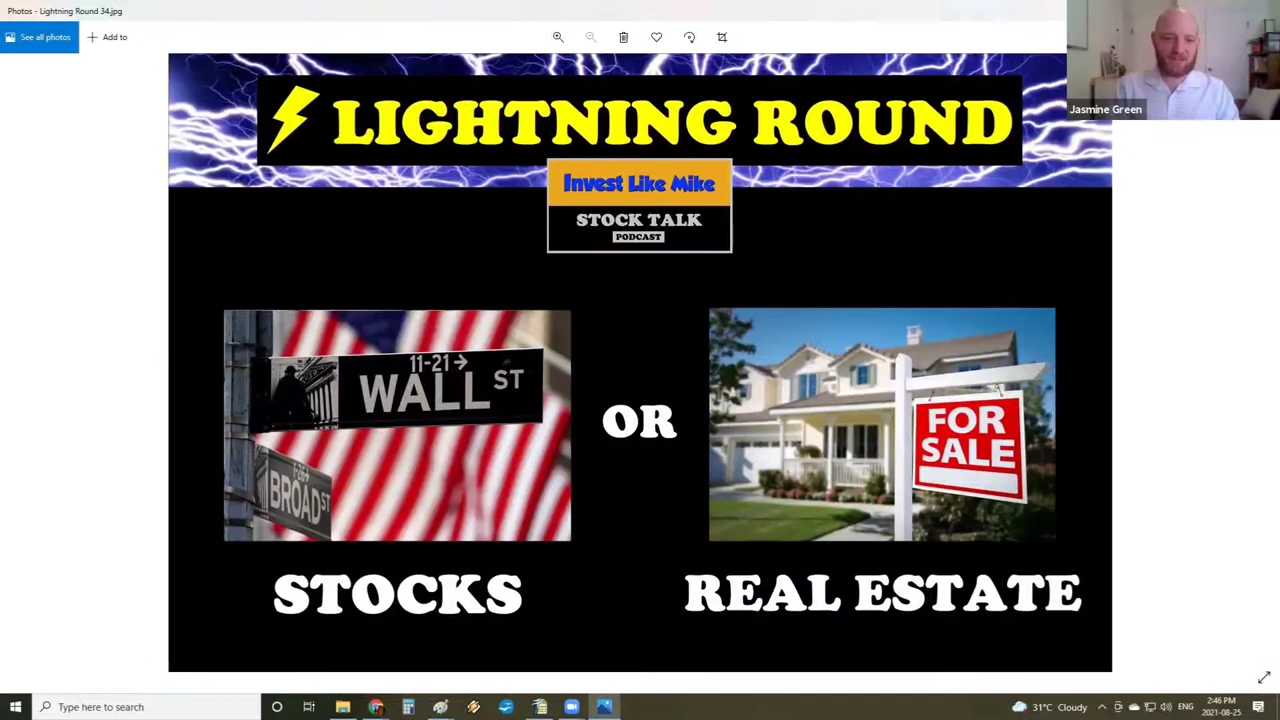 Photos - Lightning Round 34.jpg
See all photos
Add to
Jasmine Green
LIGHTNING ROUND
Invest Like Mike
STOCK TALK
PODCAST
11-21→
WALL ST
BROAD ST
OR
FOR
SALE
STOCKS
REAL ESTATE
Type here to search
31°C Cloudy
ENG
2:46 PM
2021-08-25